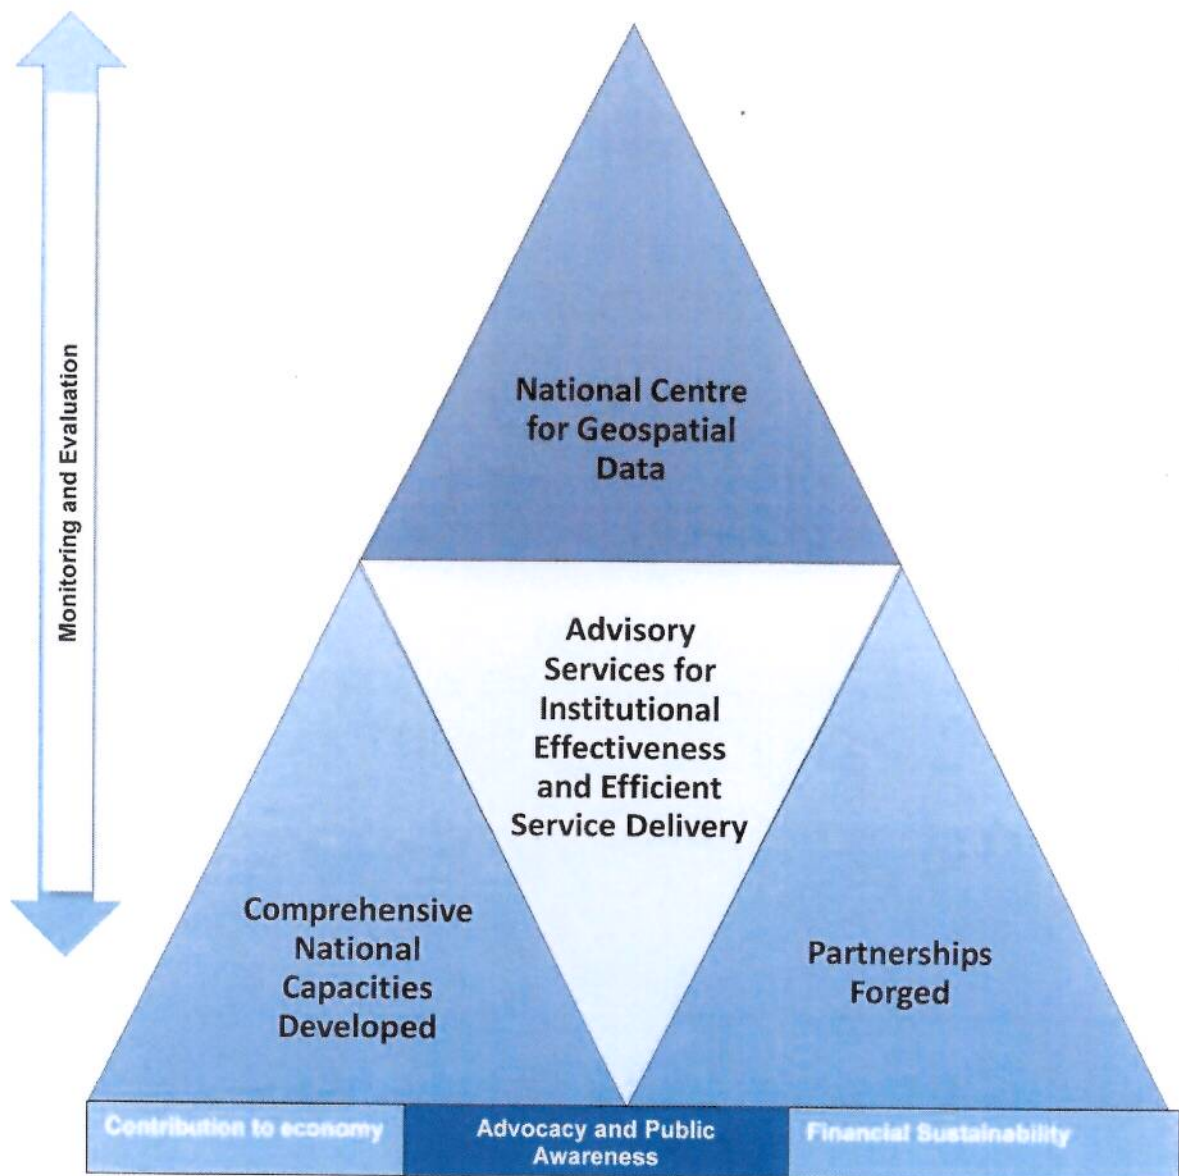 Monitoring and Evaluation
National Centre
for Geospatial
Data
Advisory
Services for
Institutional
Effectiveness
and Efficient
Service Delivery
Comprehensive
National
Capacities
Developed
Partnerships
Forged
Contribution to economy
Advocacy and Public
Awareness
Financial Sustainability